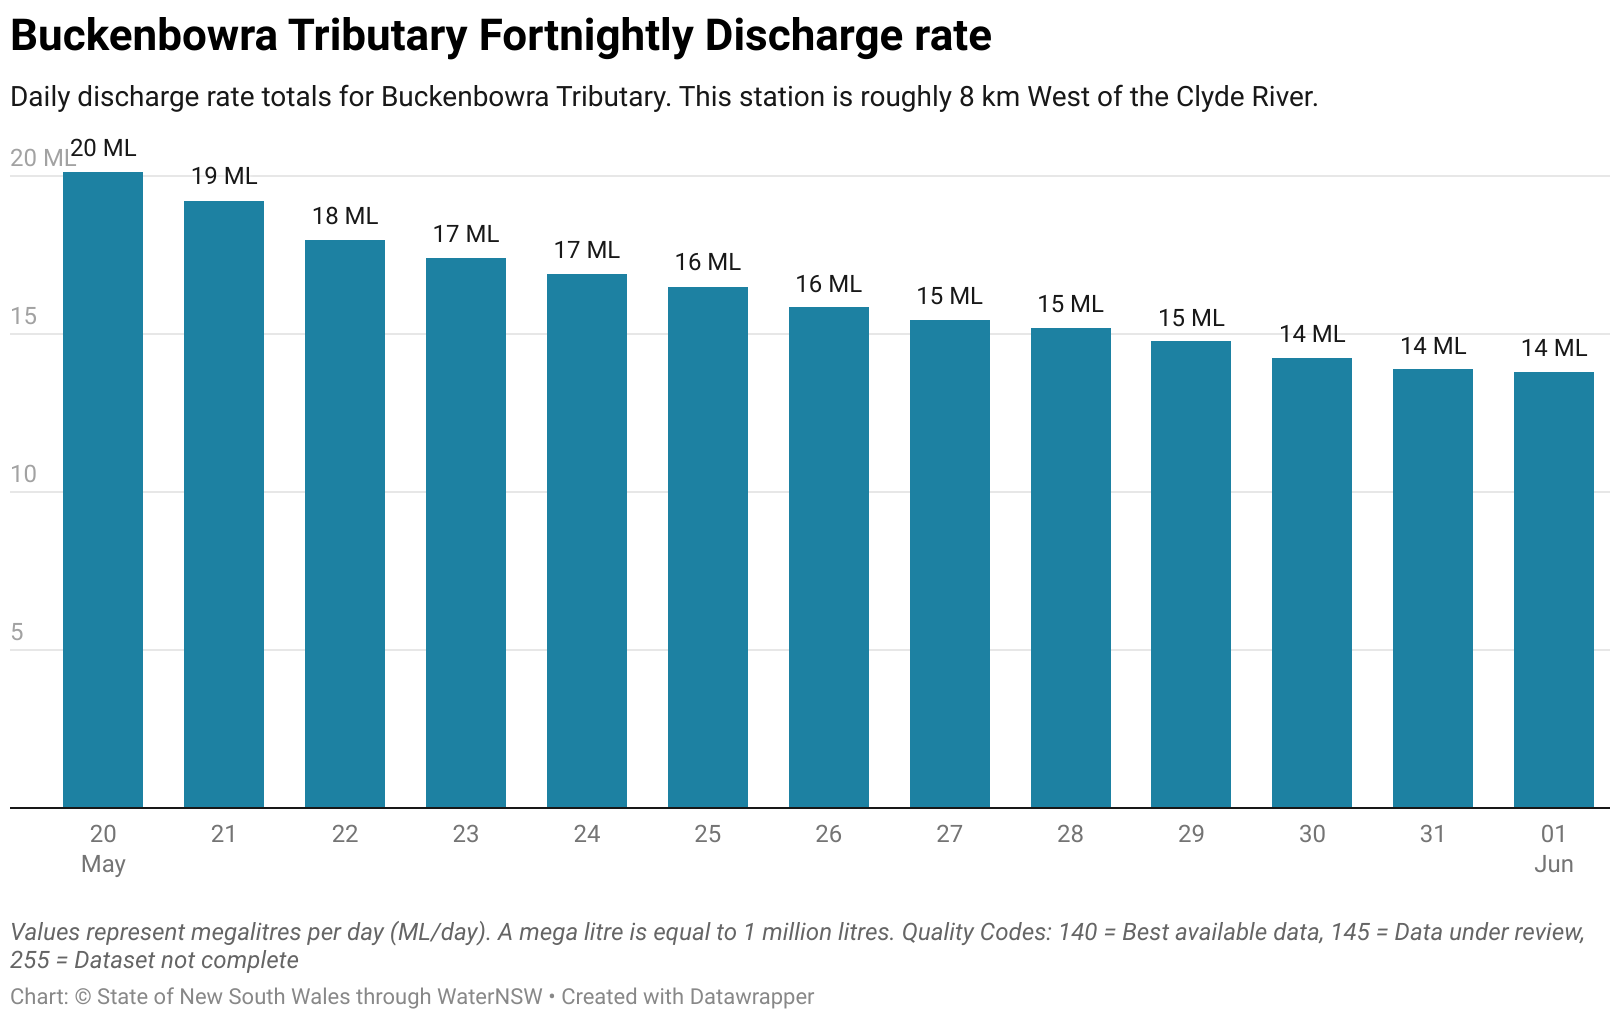 Buckenbowra Tributary Fortnightly Discharge rate
Daily discharge rate totals for Buckenbowra Tributary. This station is roughly 8 km West of the Clyde River.
20 ML
20 ML
19 ML
18 ML
17 ML
17 ML
16 ML
16 ML
15 ML
15 ML
15 ML
14 ML
14 ML
14 ML
15
10
5
20 21 22 23 24 25 26 27 28 29 30 31 01
May Jun
Values represent megalitres per day (ML/day). A mega litre is equal to 1 million litres. Quality Codes: 140 = Best available data, 145 = Data under review,
255 = Dataset not complete
Chart: © State of New South Wales through WaterNSW • Created with Datawrapper